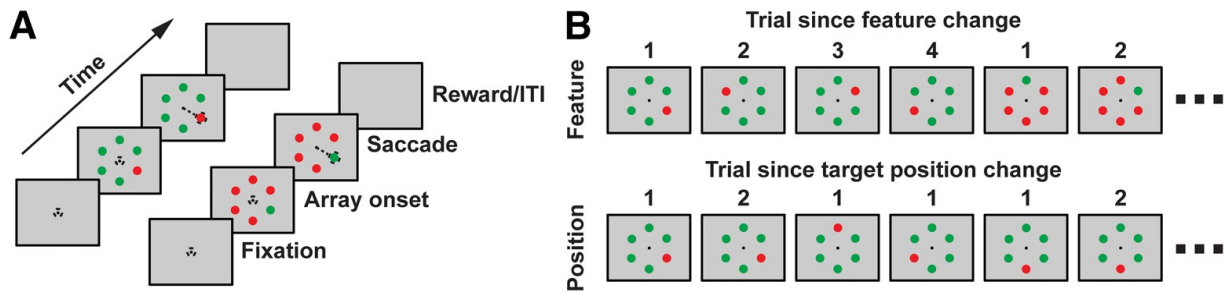 A
Time
Reward/ITI
Saccade
Array onset
Fixation
B
Trial since feature change
1 2 3 4 1 2
Feature
Trial since target position change
1 2 1 1 1 2
Position